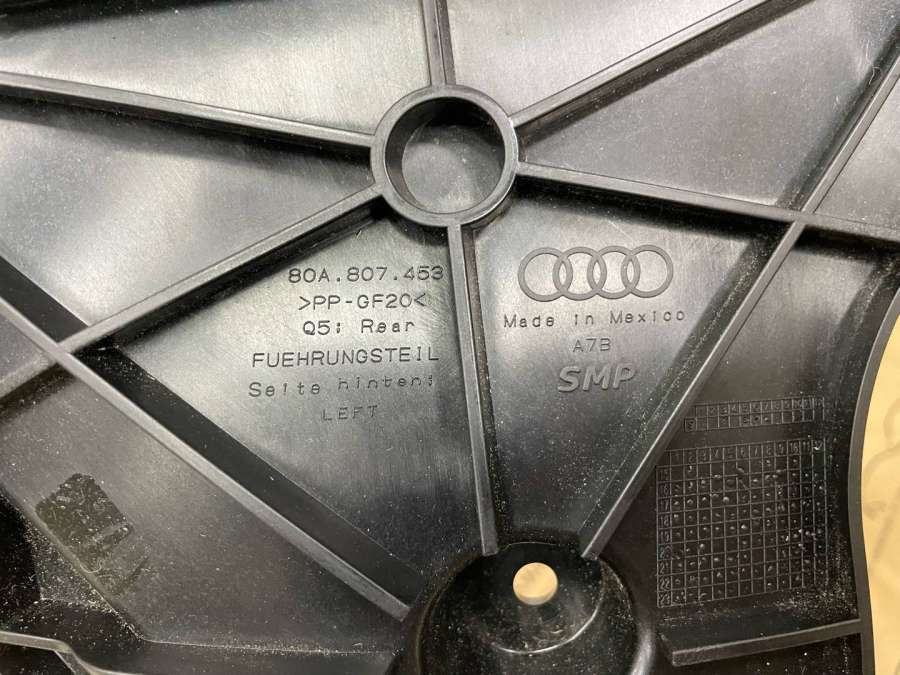 80A.807.453
>PP-GF20<
Q5: Rear
FUEHRUNGSTEIL
Seite hinten:
LEFT
Made in Mexico
A7B
SMP